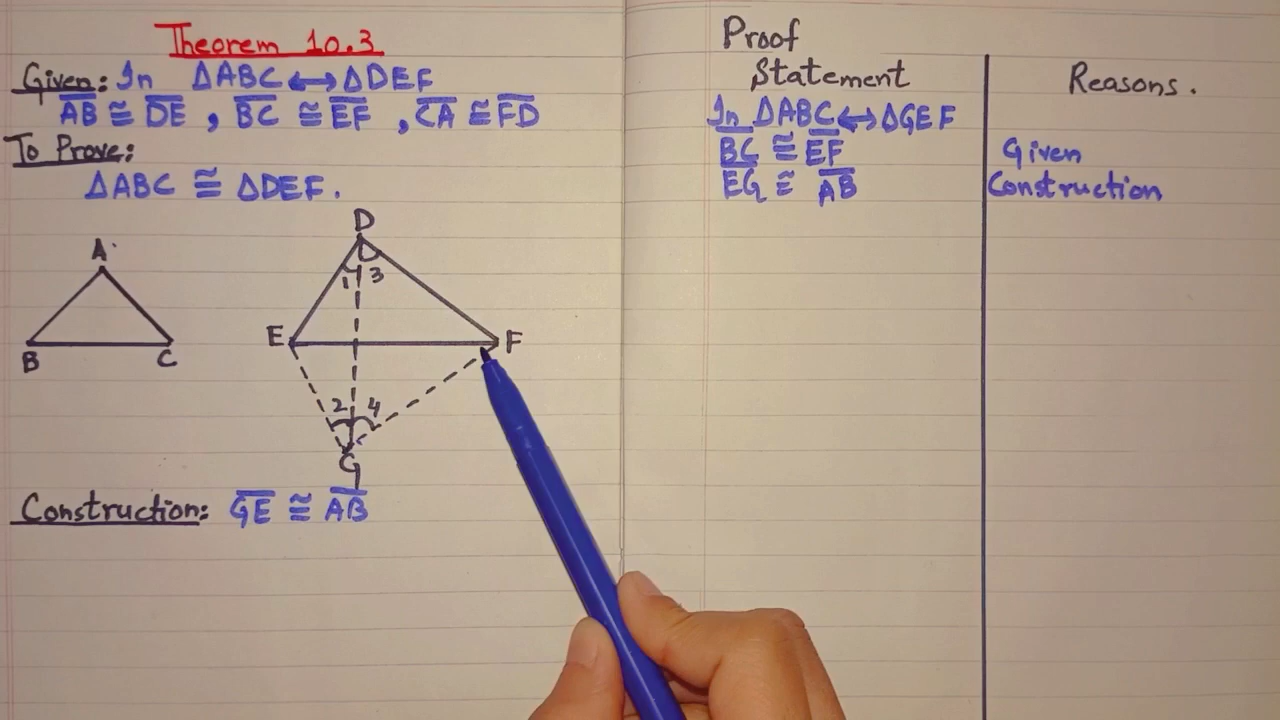 Theorem 10.3
Given: In ΔABC ↔ ΔDEF
AB ≅ DE , BC ≅ EF , CA ≅ FD
To Prove:
ΔABC ≅ ΔDEF.
A
B
C
D
1
3
E
F
2
4
G
Construction: GE ≅ AB
Proof
Statement
Reasons.
In ΔABC ↔ ΔGEF
BC ≅ EF
Given
EG ≅ AB
Construction